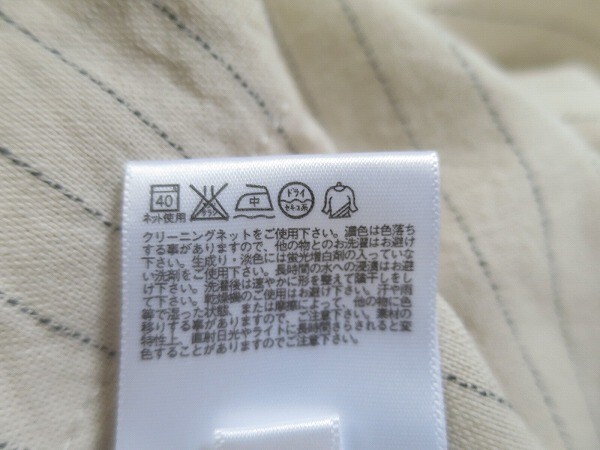 40
ネット使用
中
ドライ
セキユ系
クリーニングネットをご使用下さい。濃色は色落ち
する事がありますので、他の物とのお洗濯はお避け
下さい。生成り・淡色には蛍光増白剤の入っていな
い洗剤をご使用下さい。長時間の水への浸漬はお避け
下さい。洗濯後は速やかに形を整えて陰干しをし
て下さい。乾燥機のご使用はお避け下さい。汗や雨
等で湿った状態、または摩擦によって、他の物に色
移りする事がありますので、ご注意下さい。素材の
特性上、直射日光やライトに長時間さらされると変
色することがありますのでご注意下さい。